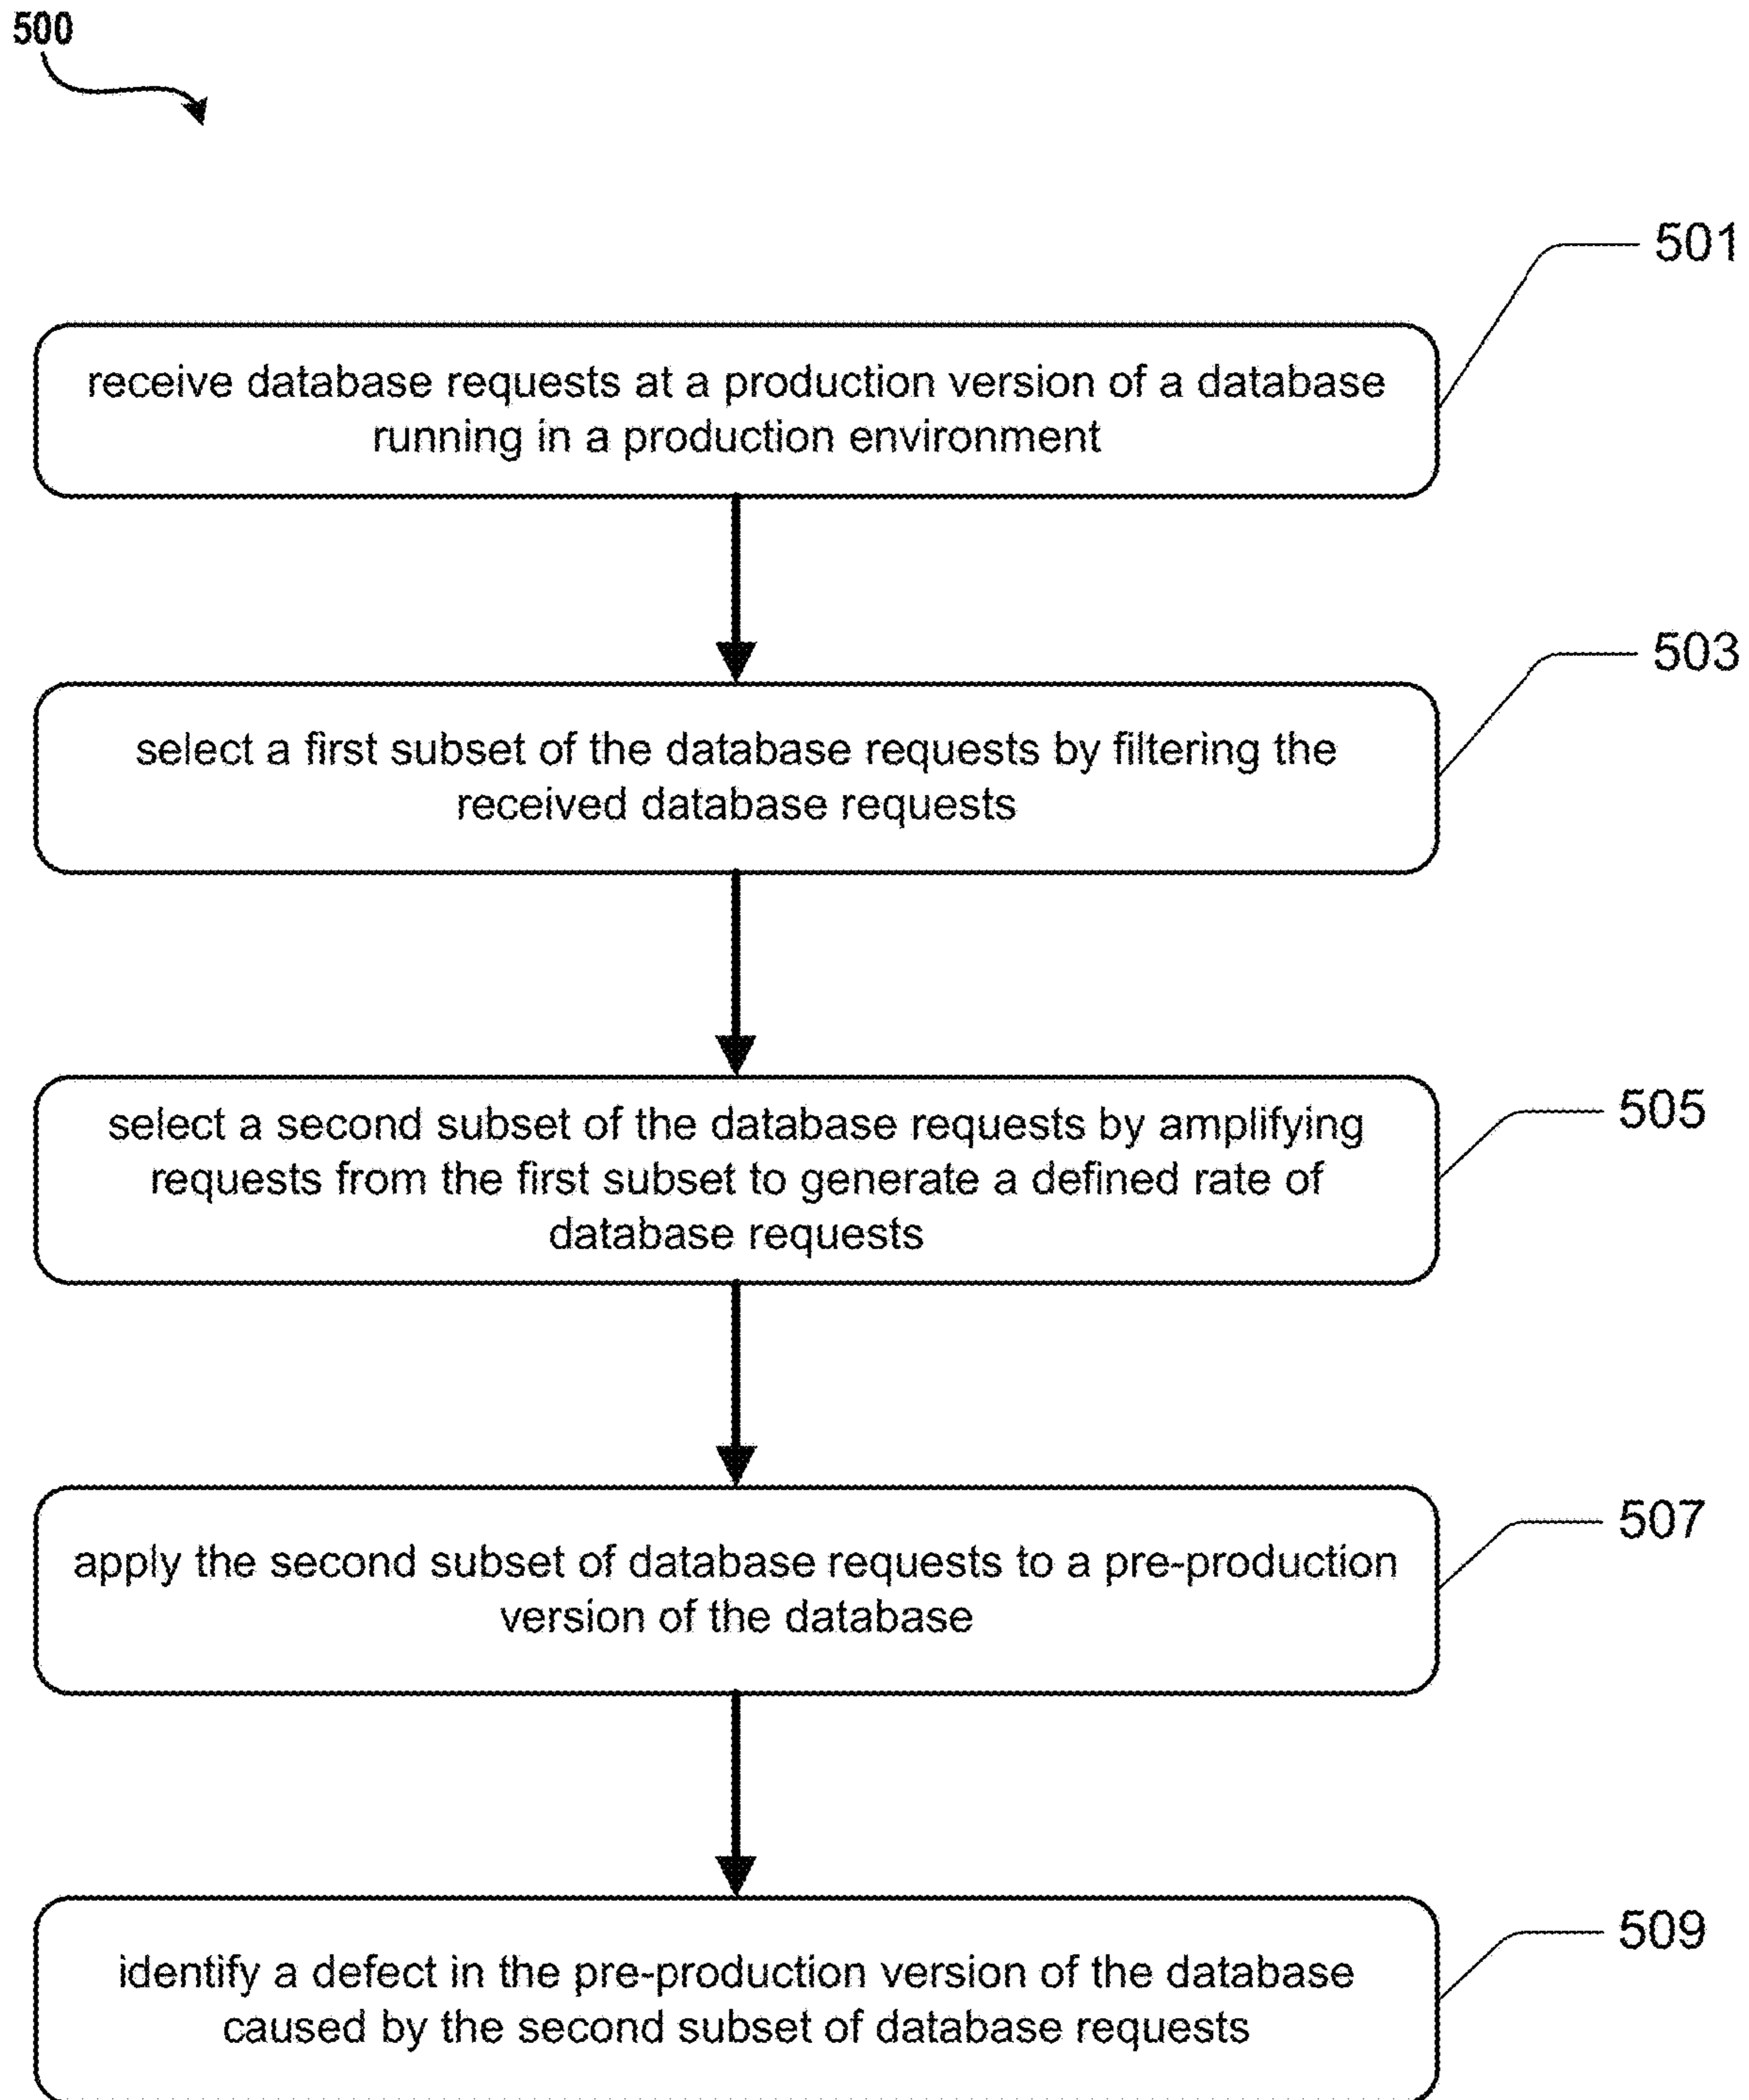 500
501
receive database requests at a production version of a database
running in a production environment
503
select a first subset of the database requests by filtering the
received database requests
505
select a second subset of the database requests by amplifying
requests from the first subset to generate a defined rate of
database requests
507
apply the second subset of database requests to a pre-production
version of the database
509
identify a defect in the pre-production version of the database
caused by the second subset of database requests